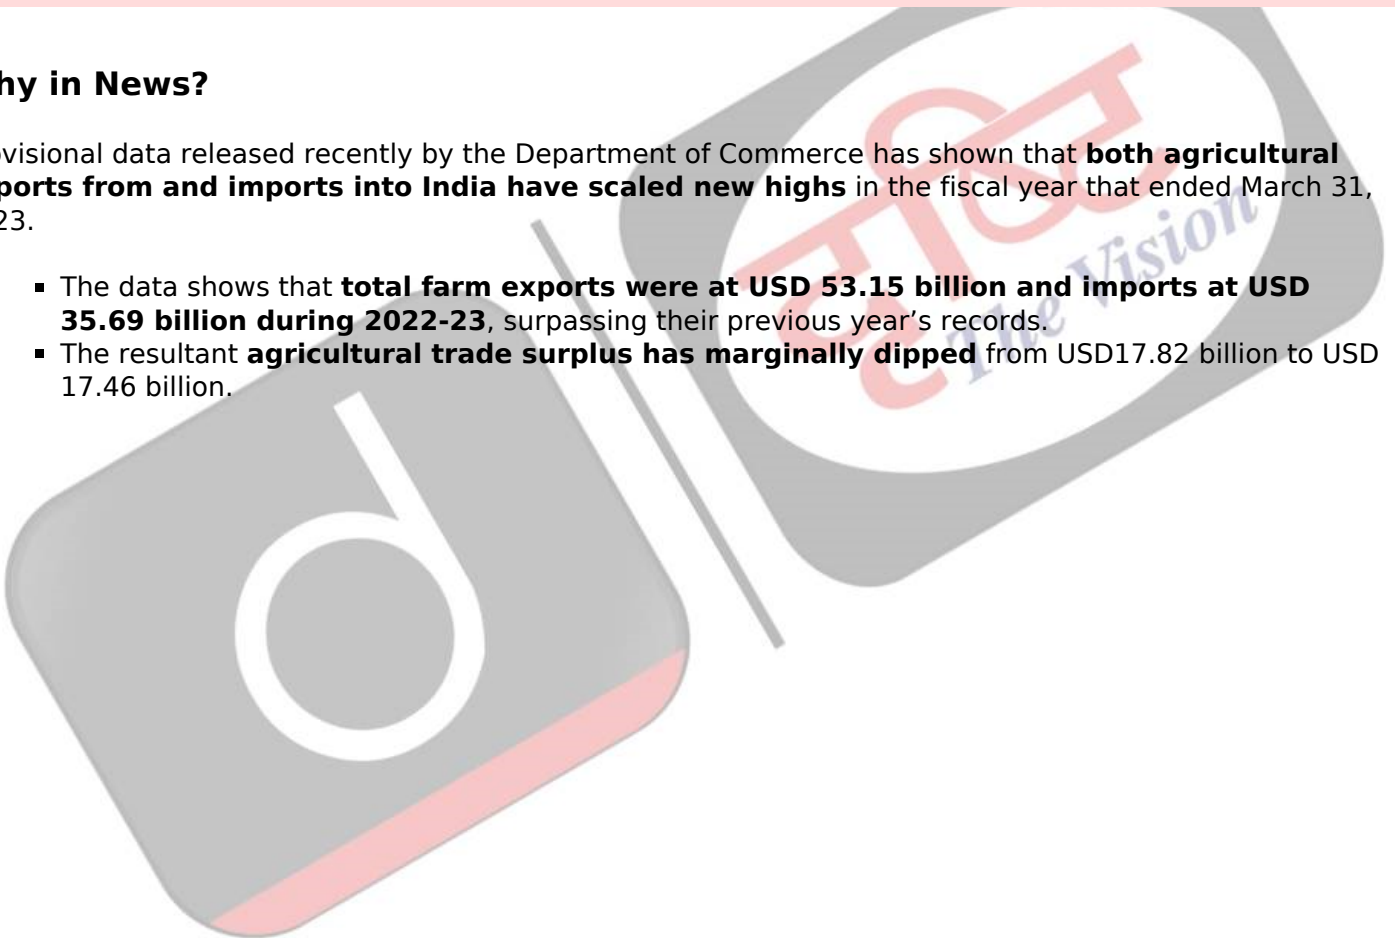 hy in News?
ovisional data released recently by the Department of Commerce has shown that both agricultural
ports from and imports into India have scaled new highs in the fiscal year that ended March 31,
23.
▪ The data shows that total farm exports were at USD 53.15 billion and imports at USD
35.69 billion during 2022-23, surpassing their previous year’s records.
▪ The resultant agricultural trade surplus has marginally dipped from USD17.82 billion to USD
17.46 billion.
दृष्टि
The Vision
d